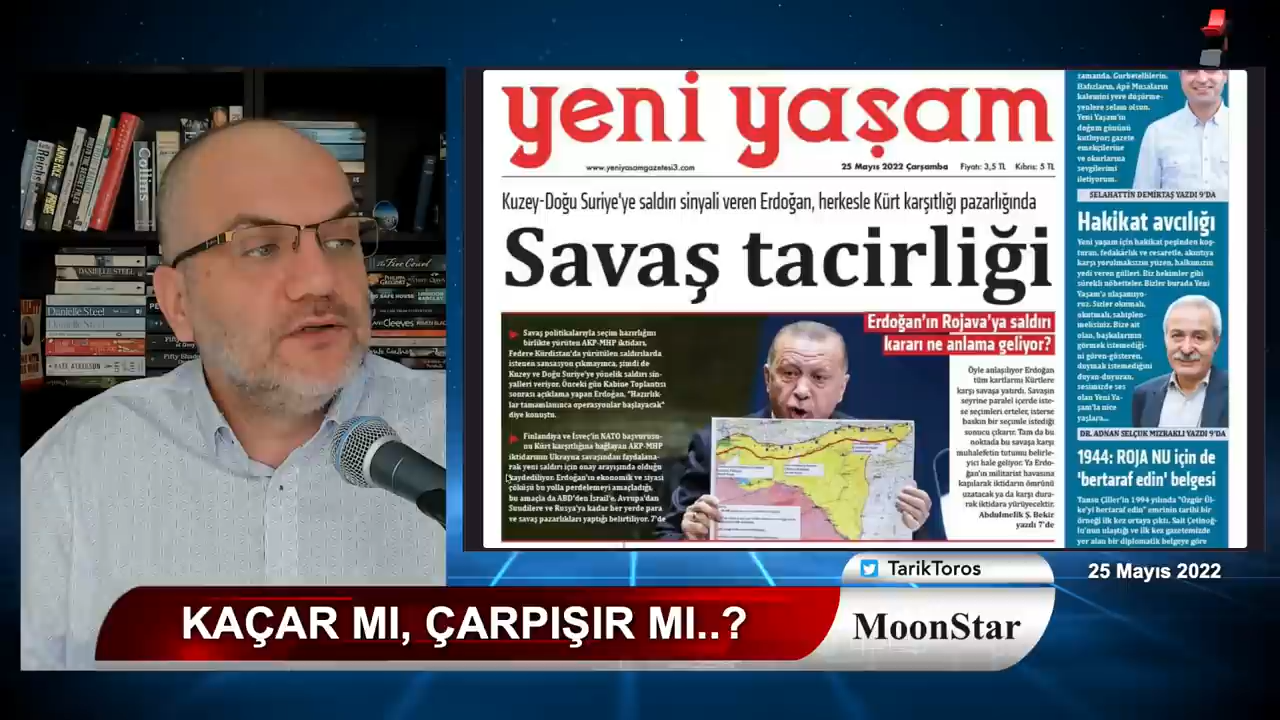 yeni yaşam
www.yeniyasamgazetesi3.com
25 Mayıs 2022 Çarşamba Fiyatı: 3,5 TL Kıbrıs: 5 TL
Kuzey-Doğu Suriye'ye saldırı sinyali veren Erdoğan, herkesle Kürt karşıtlığı pazarlığında
Savaş tacirliği
Savaş politikalarıyla seçim hazırlığını
birlikte yürüten AKP-MHP iktidarı,
Federe Kürdistan'da yürütülen saldırılarda
istenen sansasyon çıkmayınca, şimdi de
Kuzey ve Doğu Suriye'ye yönelik saldırı sin-
yalleri veriyor. Önceki gün Kabine Toplantısı
sonrası açıklama yapan Erdoğan, "Hazırlık-
lar tamamlanınca operasyonlar başlayacak"
diye konuştu.
Finlandiya ve İsveç'in NATO başvurusu-
nu Kürt karşıtlığına bağlayan AKP-MHP
iktidarının Ukrayna savaşından faydalana-
rak yeni saldırı için onay arayışında olduğu
kaydediliyor. Erdoğan'ın ekonomik ve siyasi
çöküşü bu yolla perdelemeyi amaçladığı,
bu amaçla da ABD'den İsrail'e, Avrupa'dan
Suudilere ve Rusya'ya kadar her yerde para
ve savaş pazarlıkları yaptığı belirtiliyor. 7'de
Erdoğan'ın Rojava'ya saldırı
kararı ne anlama geliyor?
Öyle anlaşılıyor Erdoğan
tüm kartlarını Kürtlere
karşı savaşa yatırdı. Savaşın
seyrine paralel içerde iste-
se seçimleri erteler, isterse
baskın bir seçimle istediği
sonucu çıkarır. Tam da bu
noktada bu savaşa karşı
muhalefetin tutumu belirle-
yici hale geliyor. Ya Erdo-
ğan'ın militarist havasına
kapılarak iktidarın ömrünü
uzatacak ya da karşı dura-
rak iktidara yürüyecektir.
Abdulmelik Ş. Bekir
yazdı 7'de
zamanda. Gurbetellilerin,
Hafızların, Apê Musaların
kalemini yere düşürme-
yenlere selam olsun.
Yeni Yaşam'ın
doğum gününü
kutluyor; gazete
emekçilerine
ve okurlarına
sevgilerimi
iletiyorum.
SELAHATTİN DEMİRTAŞ YAZDI 9'DA
Hakikat avcılığı
Yeni yaşam için hakikat peşinden koş-
turan, fedakarlık ve cesaretle, akıntıya
karşı yorulmaksızın yüzen, halkımızın
yedi veren gülleri. Biz hekimler gibi
sürekli nöbetteler. Bizler burada Yeni
Yaşam'a ulaşamıyo-
ruz. Sizler okumalı,
okutmalı, sahiplen-
melisiniz. Bize ait
olan, başkalarının
görmek istemediği-
ni gören-gösteren,
duymak istemediğini
duyan-duyuran,
sesimizde ses
olan Yeni Ya-
şam'la nice
yaşlara...
DR. ADNAN SELÇUK MIZRAKLI YAZDI 9'DA
1944: ROJA NU için de
'bertaraf edin' belgesi
Tansu Çiller'in 1994 yılında "Özgür Ül-
ke'yi bertaraf edin" emrinin tarihi bir
örneği ilk kez ortaya çıktı. Sait Çetinoğ-
lu'nun ulaştığı ve ilk kez gazetemizde
yer alan bir diplomatik belgeye göre
Collins
DANIELLE STEEL
Danielle Steel
Danielle Steel
TarikToros
25 Mayıs 2022
KAÇAR MI, ÇARPIŞIR MI..?
MoonStar